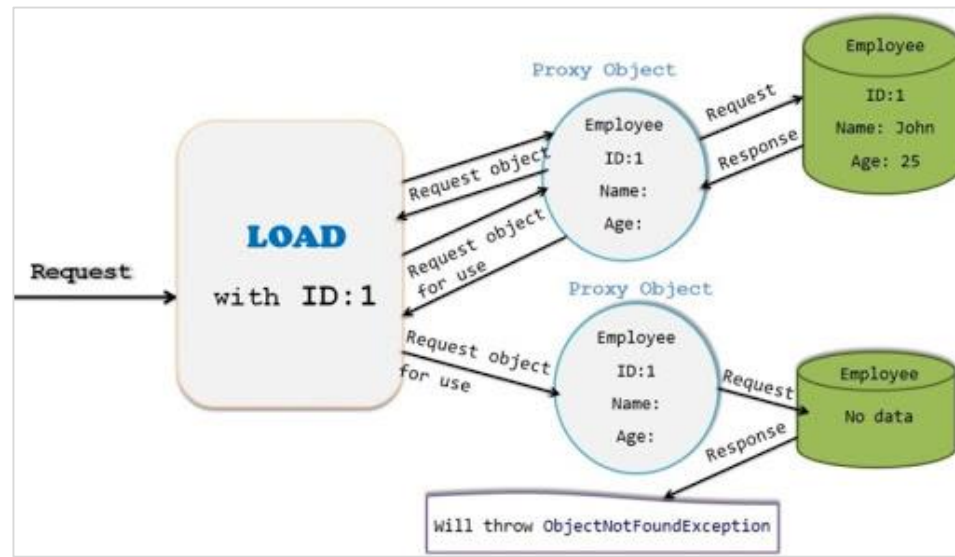 Request
LOAD
with ID:1
Request object
Request object
for use
Request object
for use
Proxy Object
Employee
ID:1
Name:
Age:
Request
Response
Employee
ID:1
Name: John
Age: 25
Proxy Object
Employee
ID:1
Name:
Age:
Request
Response
Employee
No data
Will throw ObjectNotFoundException